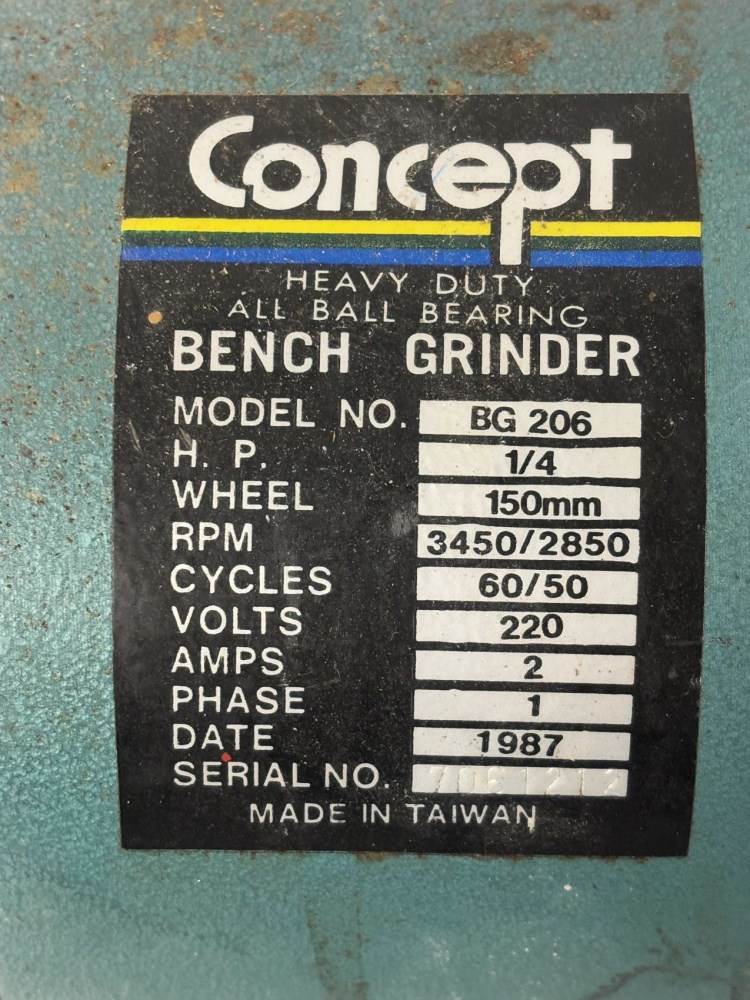 Concept
HEAVY DUTY
ALL BALL BEARING
BENCH GRINDER
MODEL NO. BG 206
H. P. 1/4
WHEEL 150mm
RPM 3450/2850
CYCLES 60/50
VOLTS 220
AMPS 2
PHASE 1
DATE 1987
SERIAL NO.
MADE IN TAIWAN